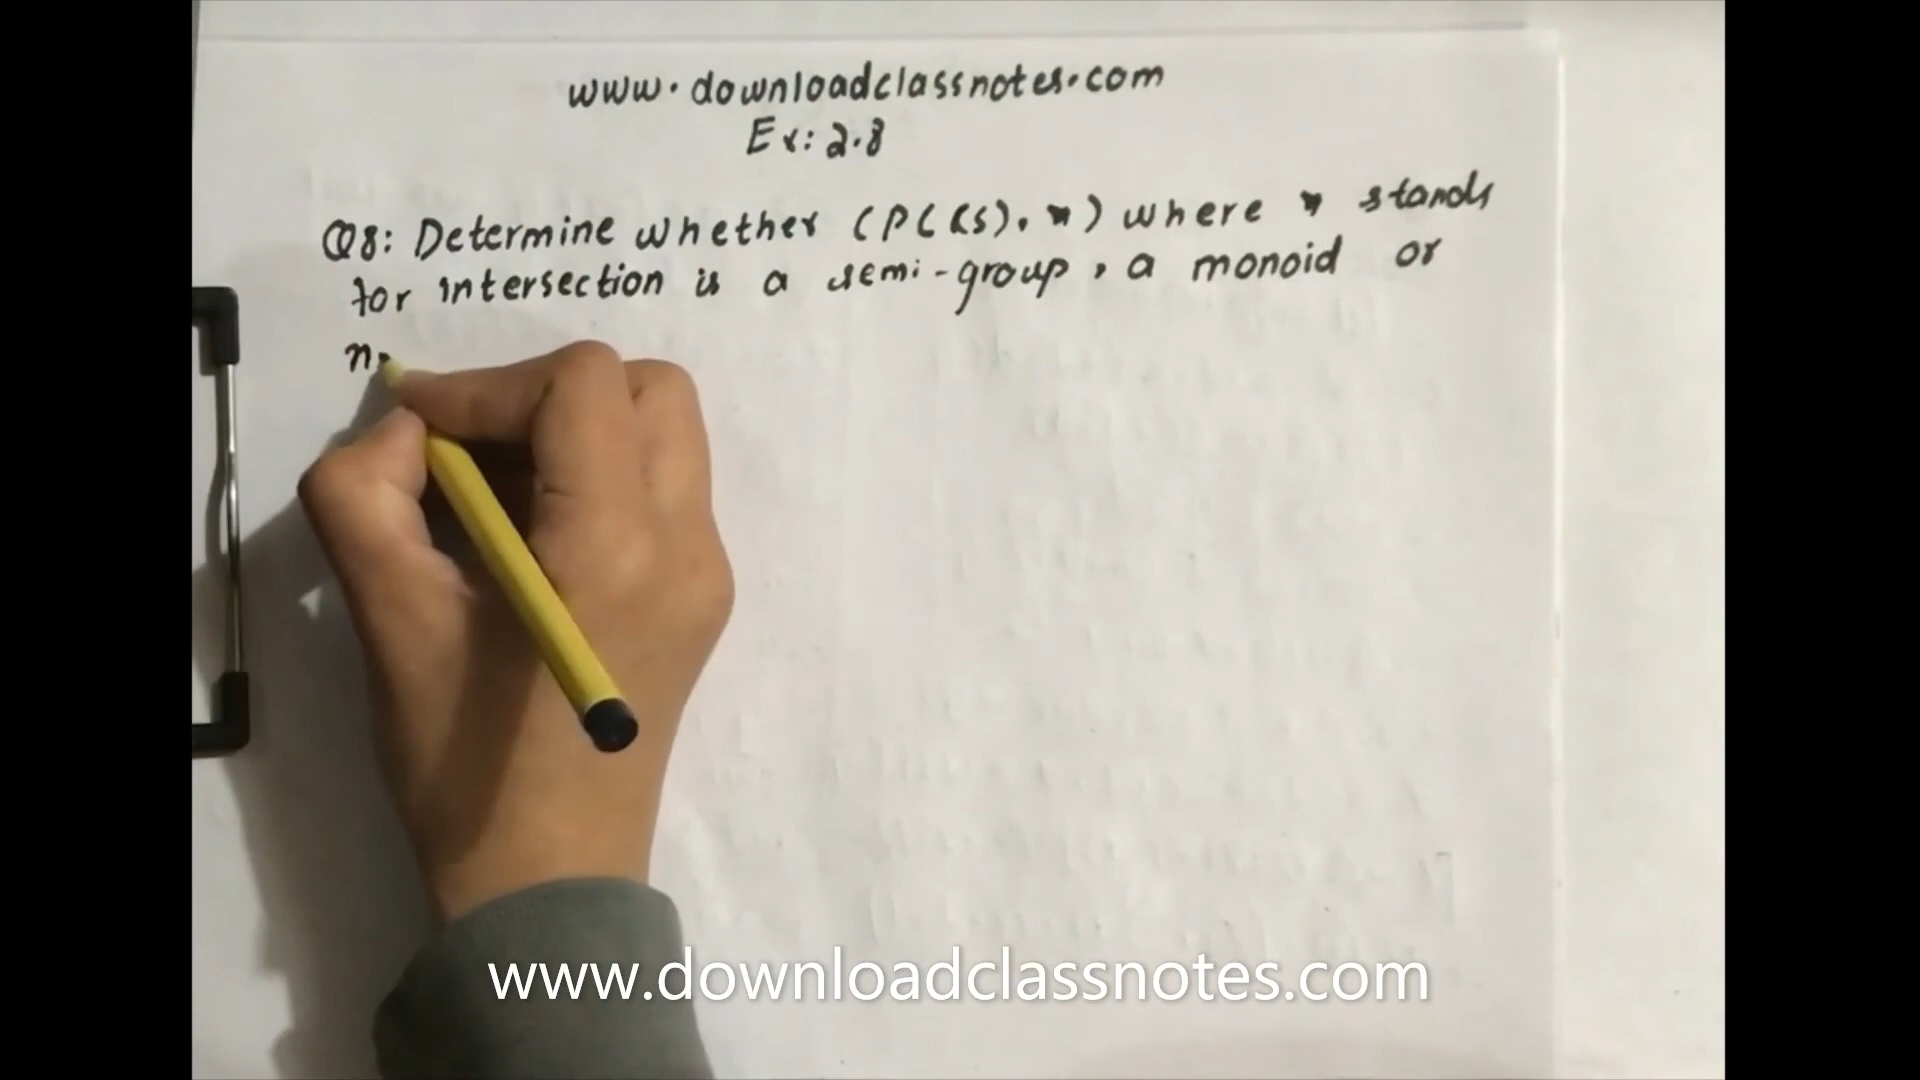 www.downloadclassnotes.com
Ex: 2.8
Q8: Determine whether (P(S), *) where * stands
for intersection is a semi-group, a monoid or
n
www.downloadclassnotes.com